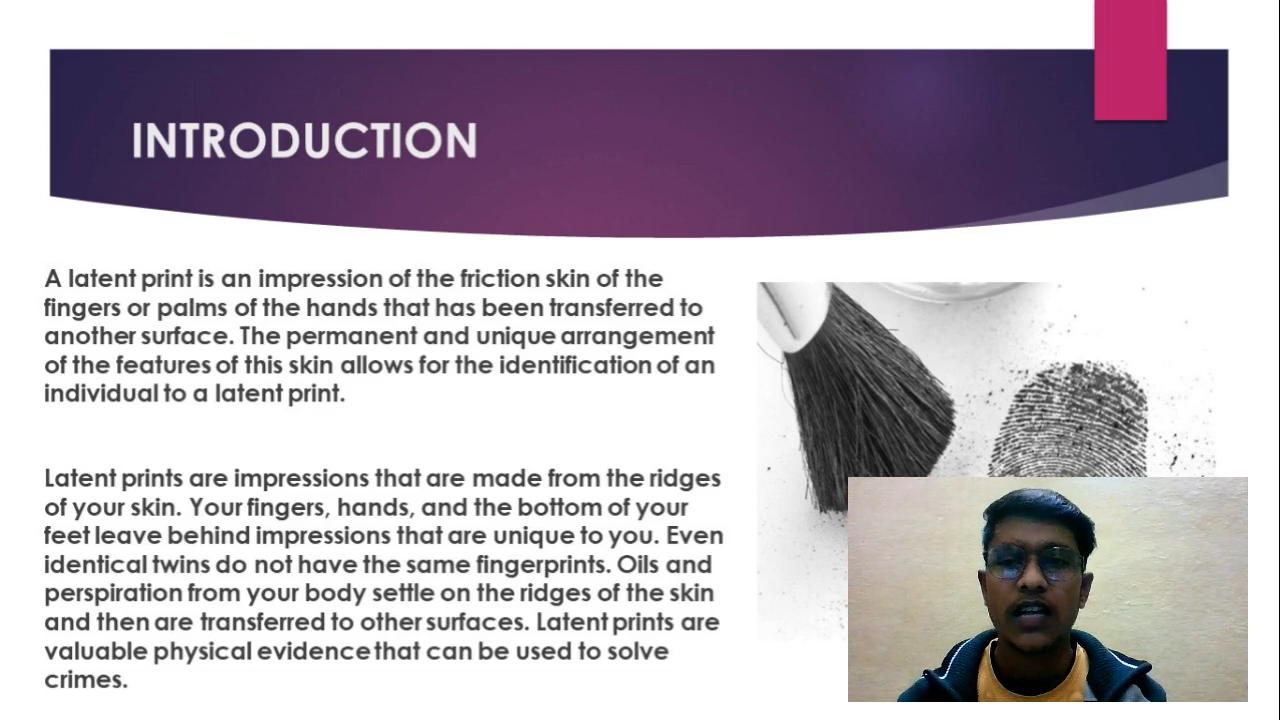 INTRODUCTION
A latent print is an impression of the friction skin of the
fingers or palms of the hands that has been transferred to
another surface. The permanent and unique arrangement
of the features of this skin allows for the identification of an
individual to a latent print.
Latent prints are impressions that are made from the ridges
of your skin. Your fingers, hands, and the bottom of your
feet leave behind impressions that are unique to you. Even
identical twins do not have the same fingerprints. Oils and
perspiration from your body settle on the ridges of the skin
and then are transferred to other surfaces. Latent prints are
valuable physical evidence that can be used to solve
crimes.